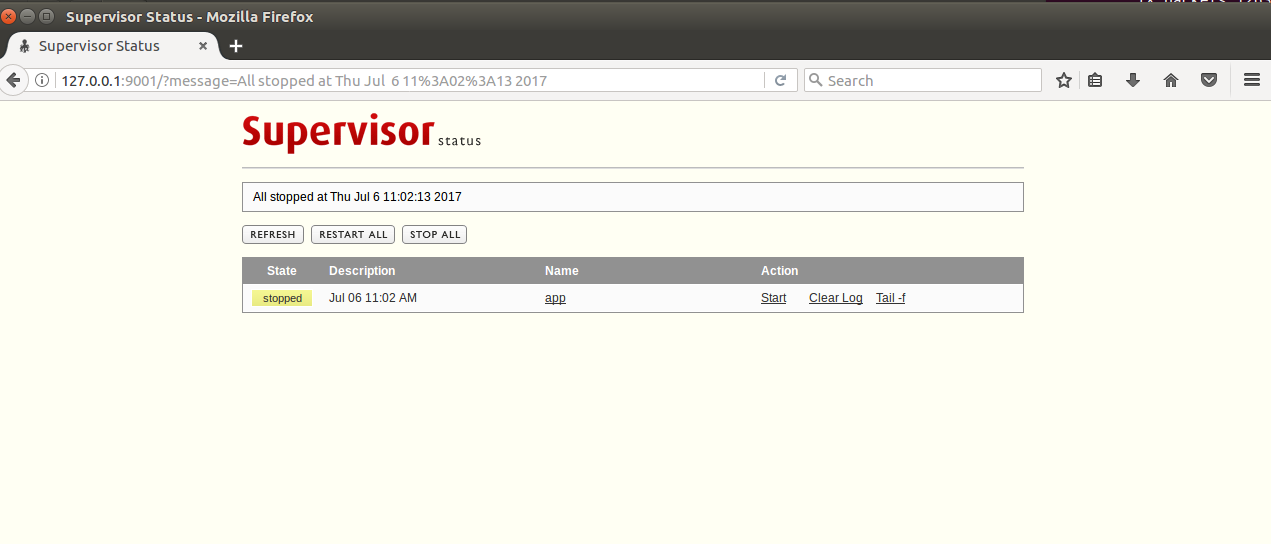 Supervisor Status - Mozilla Firefox
Supervisor Status
127.0.0.1:9001/?message=All stopped at Thu Jul  6 11%3A02%3A13 2017
Search
Supervisor status
All stopped at Thu Jul 6 11:02:13 2017
REFRESH RESTART ALL STOP ALL
State Description Name Action
stopped Jul 06 11:02 AM app Start Clear Log Tail -f